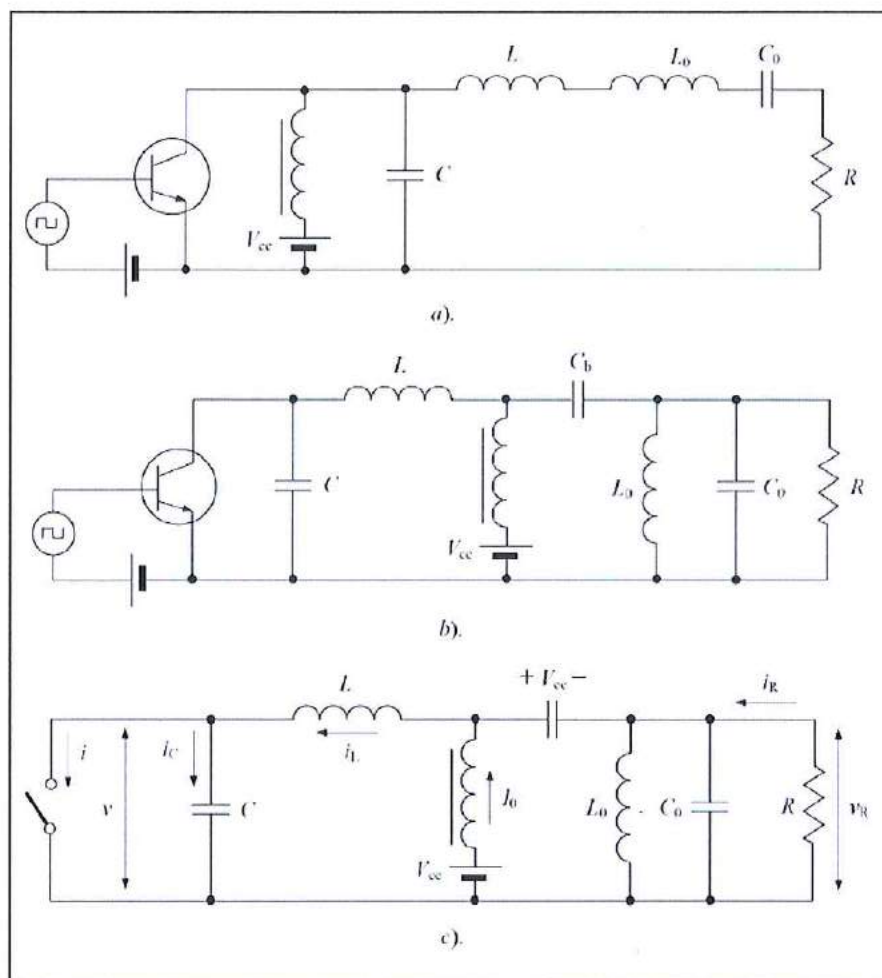 L L₀ C₀
C R
V_cc
a).
L C_b
C L₀ C₀ R
V_cc
b).
L + V_cc − i_R
i i_C i_L
v C I₀ L₀ C₀ R v_R
V_cc
c).